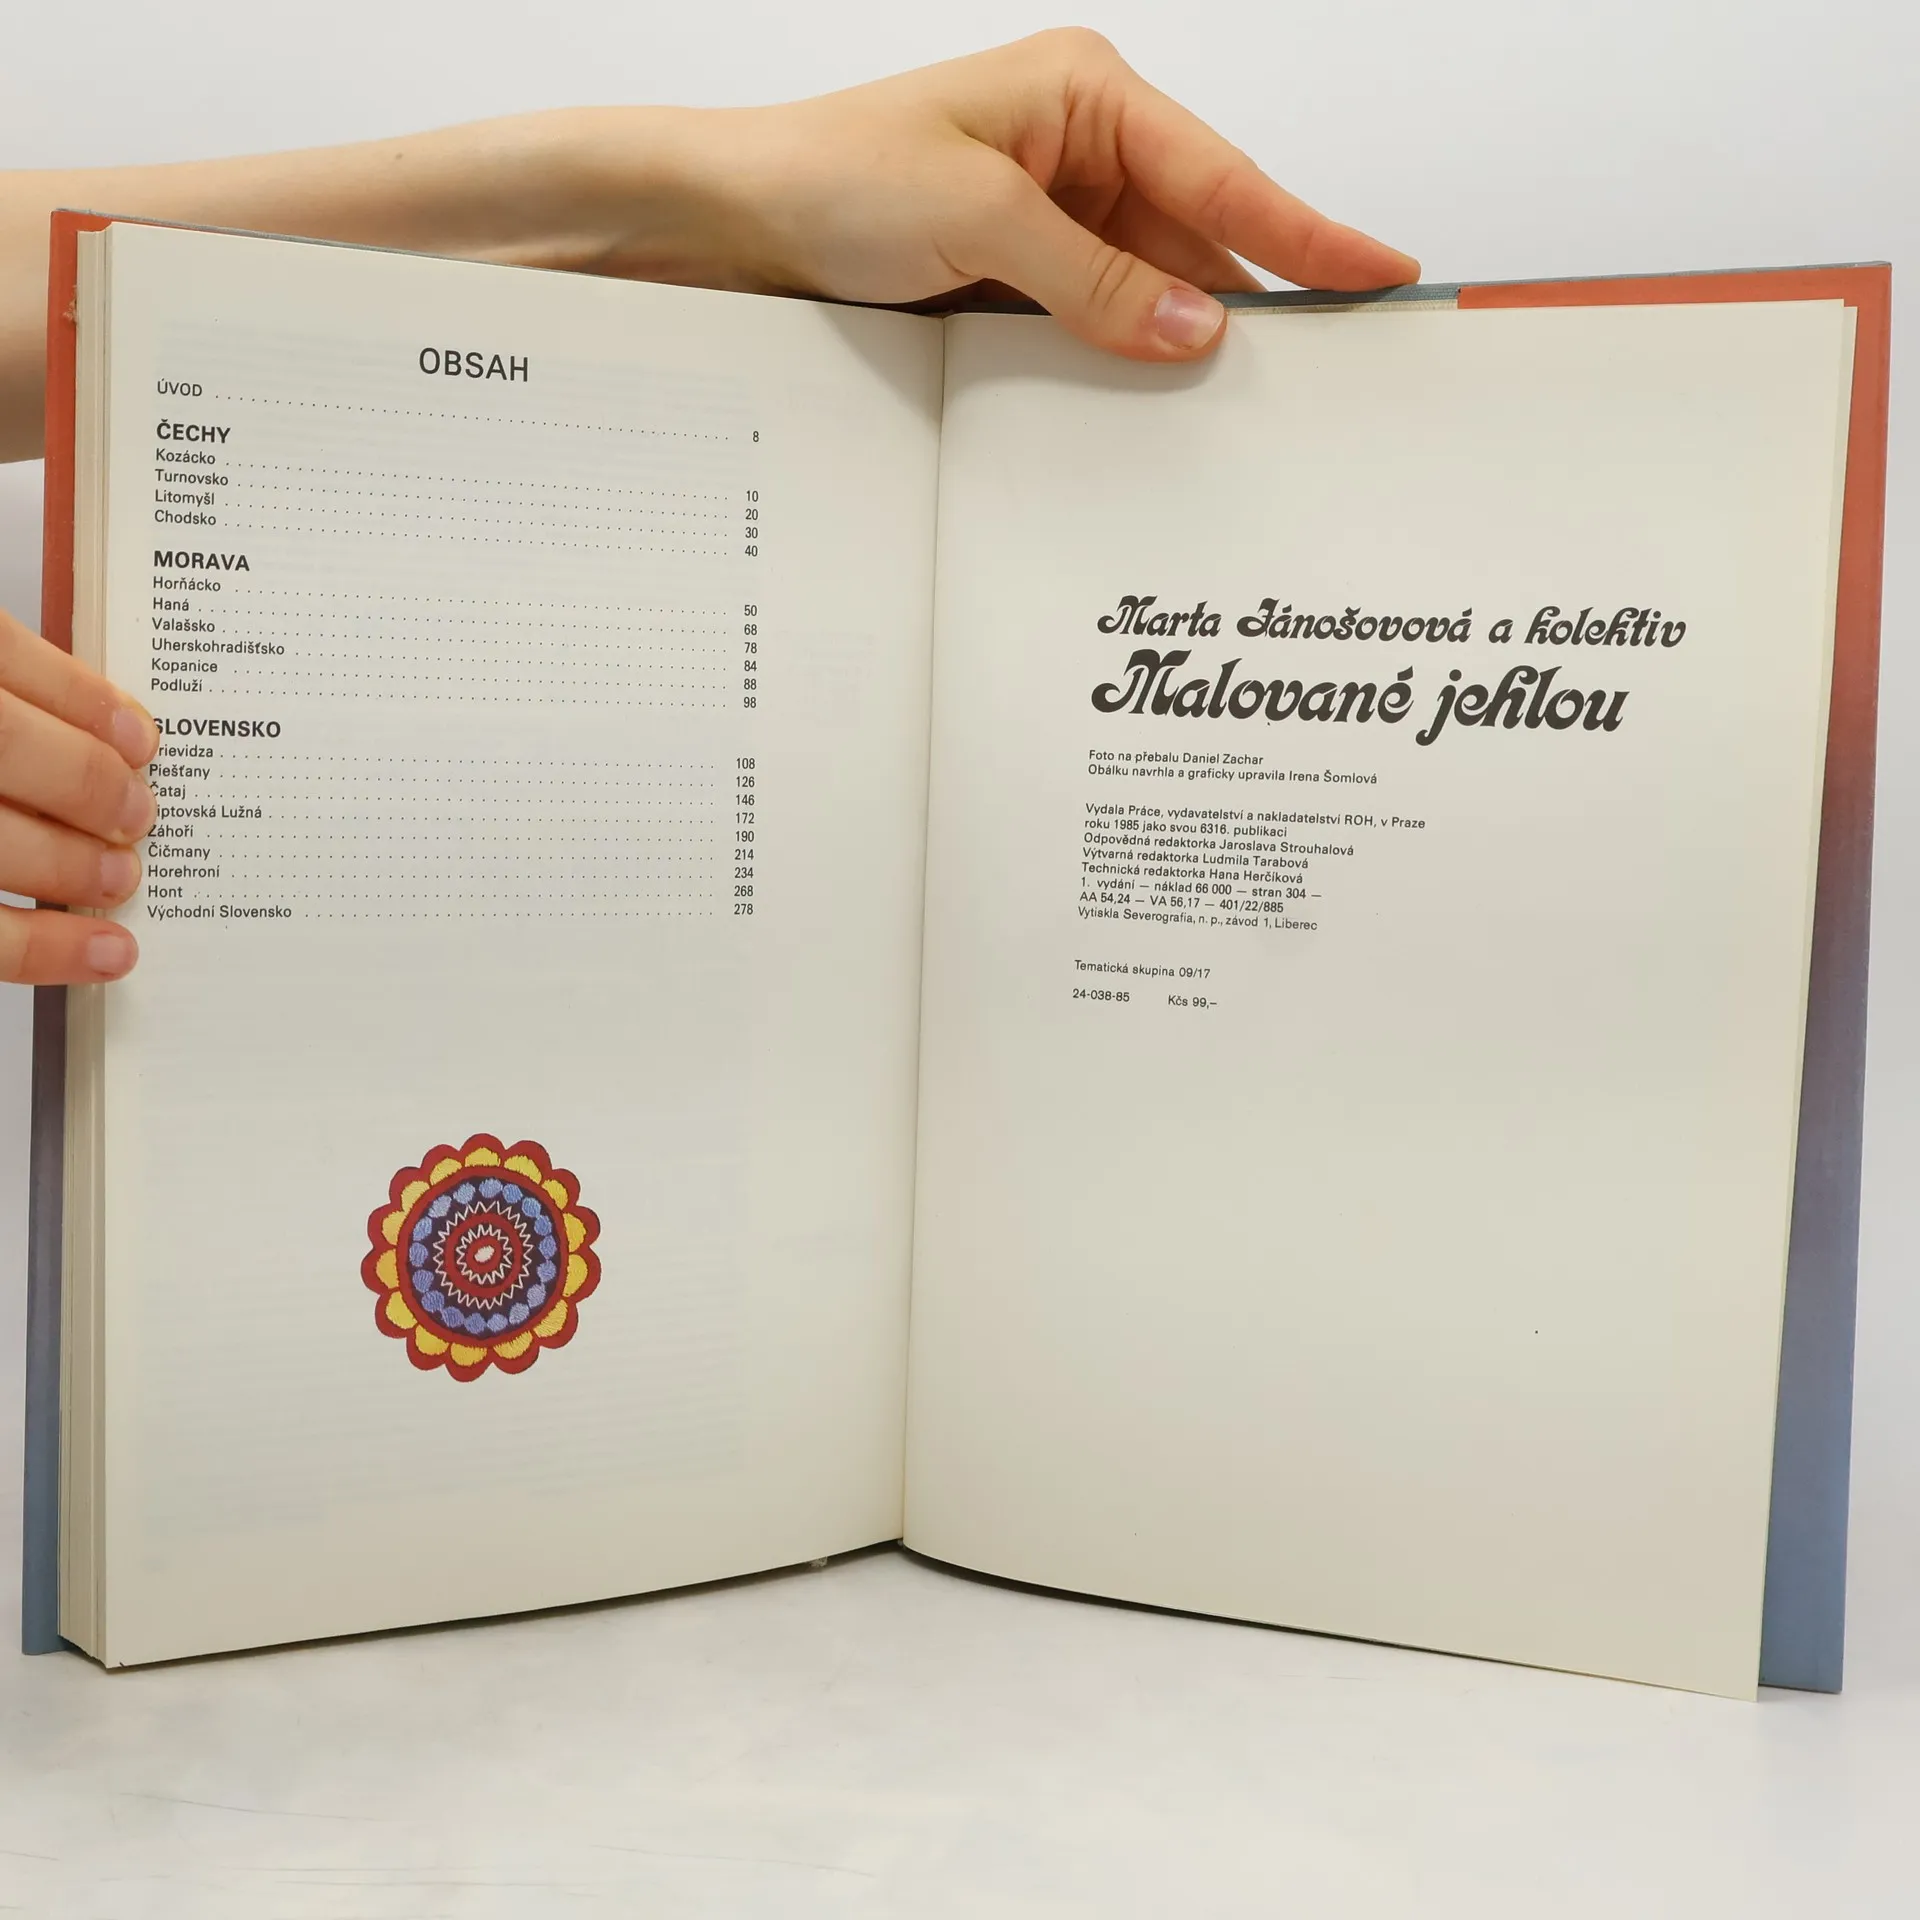 OBSAH
ÚVOD . . . . . . . . . . . . . . . . . . . . 8
ČECHY
Kozácko . . . . . . . . . . . . . . . . . . . . 10
Turnovsko . . . . . . . . . . . . . . . . . . . . 20
Litomyšl . . . . . . . . . . . . . . . . . . . . 30
Chodsko . . . . . . . . . . . . . . . . . . . . 40
MORAVA
Horňácko . . . . . . . . . . . . . . . . . . . . 50
Haná . . . . . . . . . . . . . . . . . . . . 68
Valašsko . . . . . . . . . . . . . . . . . . . . 78
Uherskohradišťsko . . . . . . . . . . . . . . . . . . . . 84
Kopanice . . . . . . . . . . . . . . . . . . . . 88
Podluží . . . . . . . . . . . . . . . . . . . . 98
SLOVENSKO
rievidza . . . . . . . . . . . . . . . . . . . . 108
Piešťany . . . . . . . . . . . . . . . . . . . . 126
Čataj . . . . . . . . . . . . . . . . . . . . 146
iptovská Lužná . . . . . . . . . . . . . . . . . . . . 172
Záhoří . . . . . . . . . . . . . . . . . . . . 190
Čičmany . . . . . . . . . . . . . . . . . . . . 214
Horehroní . . . . . . . . . . . . . . . . . . . . 234
Hont . . . . . . . . . . . . . . . . . . . . 268
Východní Slovensko . . . . . . . . . . . . . . . . . . . . 278
Marta Jánošovová a kolektiv
Malované jehlou
Foto na přebalu Daniel Zachar
Obálku navrhla a graficky upravila Irena Šomlová
Vydala Práce, vydavatelství a nakladatelství ROH, v Praze
roku 1985 jako svou 6316. publikaci
Odpovědná redaktorka Jaroslava Strouhalová
Výtvarná redaktorka Ludmila Tarabová
Technická redaktorka Hana Herčíková
1. vydání — náklad 66 000 — stran 304 —
AA 54,24 — VA 56,17 — 401/22/885
Vytiskla Severografia, n. p., závod 1, Liberec
Tematická skupina 09/17
24-038-85 Kčs 99,–